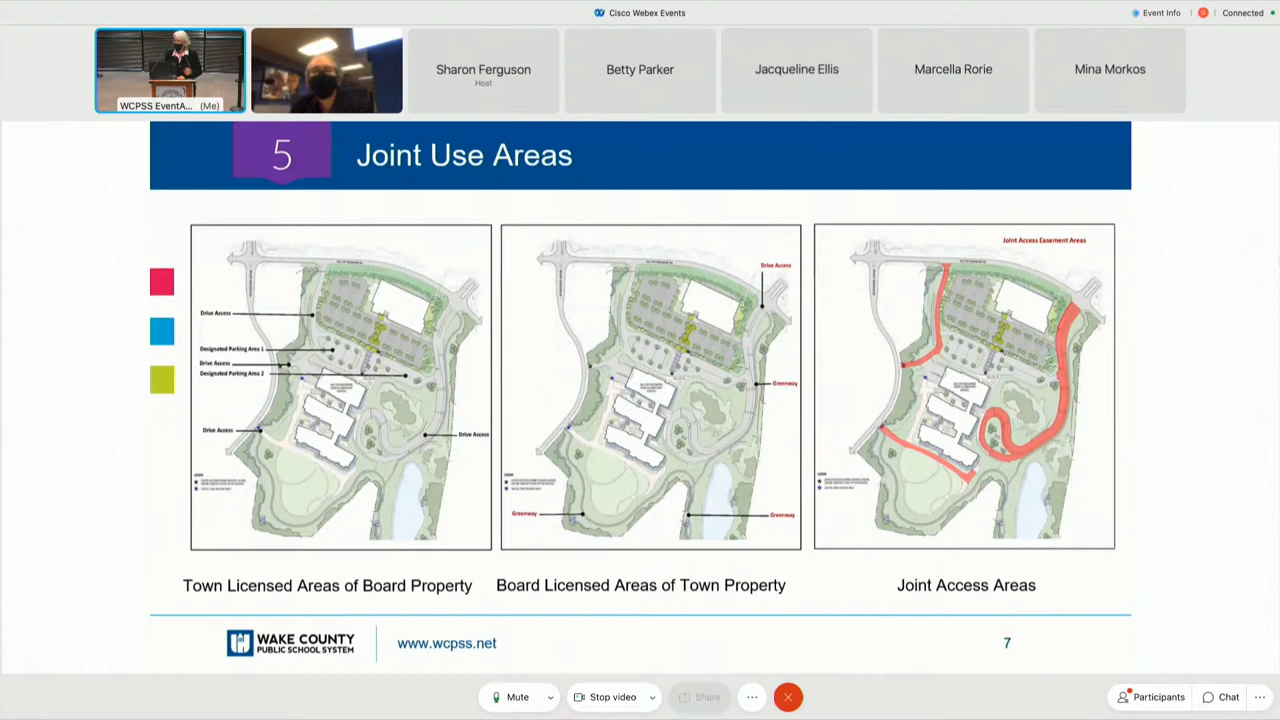 Cisco Webex Events
Event Info
Connected
WCPSS EventA... (Me)
Sharon Ferguson
Host
Betty Parker
Jacqueline Ellis
Marcella Rorie
Mina Morkos
5
Joint Use Areas
Drive Access
Designated Parking Area 1
Drive Access
Designated Parking Area 2
Drive Access
Drive Access
Drive Access
Greenway
Greenway
Greenway
Joint Access Easement Areas
Town Licensed Areas of Board Property
Board Licensed Areas of Town Property
Joint Access Areas
WAKE COUNTY
PUBLIC SCHOOL SYSTEM
www.wcpss.net
7
Mute
Stop video
Share
Participants
Chat